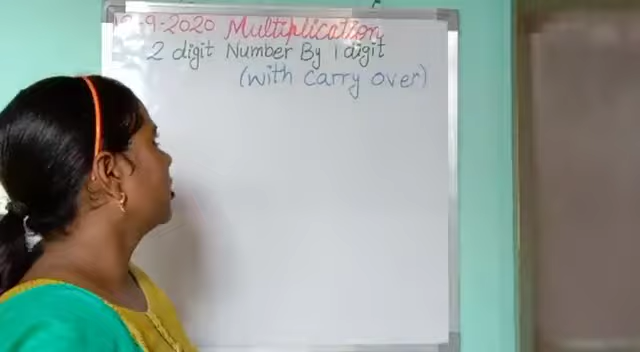 -9-2020 Multiplication
2 digit Number By 1 digit
(with carry over)